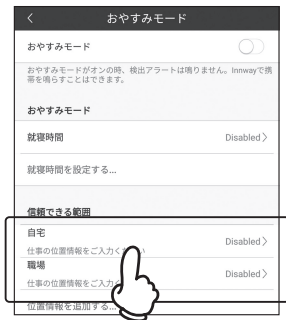 おやすみモード
おやすみモード
おやすみモードがオンの時、検出アラートは鳴りません。Innwayで携
帯を鳴らすことはできます。
おやすみモード
就寝時間
Disabled
就寝時間を設定する...
信頼できる範囲
自宅
Disabled
仕事の位置情報をご入力ください
職場
Disabled
仕事の位置情報をご入力
位置情報を追加する...